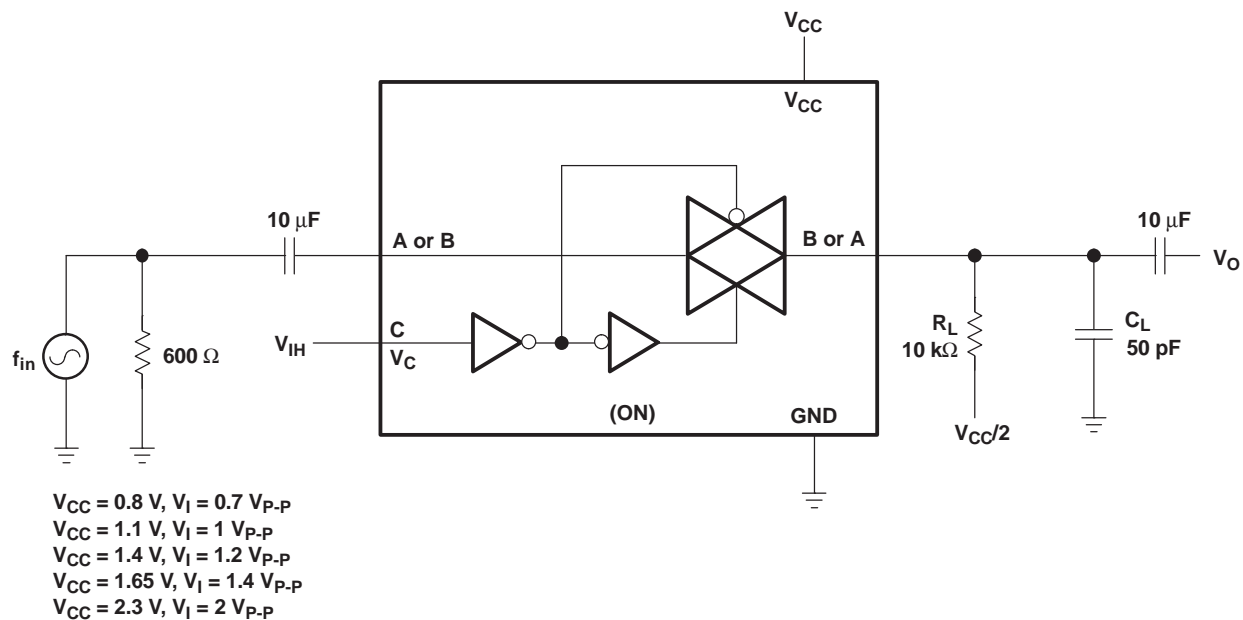 VCC
VCC
10 μF
A or B
B or A
10 μF
VO
fin
600 Ω
VIH
C
VC
RL
10 kΩ
CL
50 pF
(ON)
GND
VCC/2
VCC = 0.8 V, VI = 0.7 VP-P
VCC = 1.1 V, VI = 1 VP-P
VCC = 1.4 V, VI = 1.2 VP-P
VCC = 1.65 V, VI = 1.4 VP-P
VCC = 2.3 V, VI = 2 VP-P